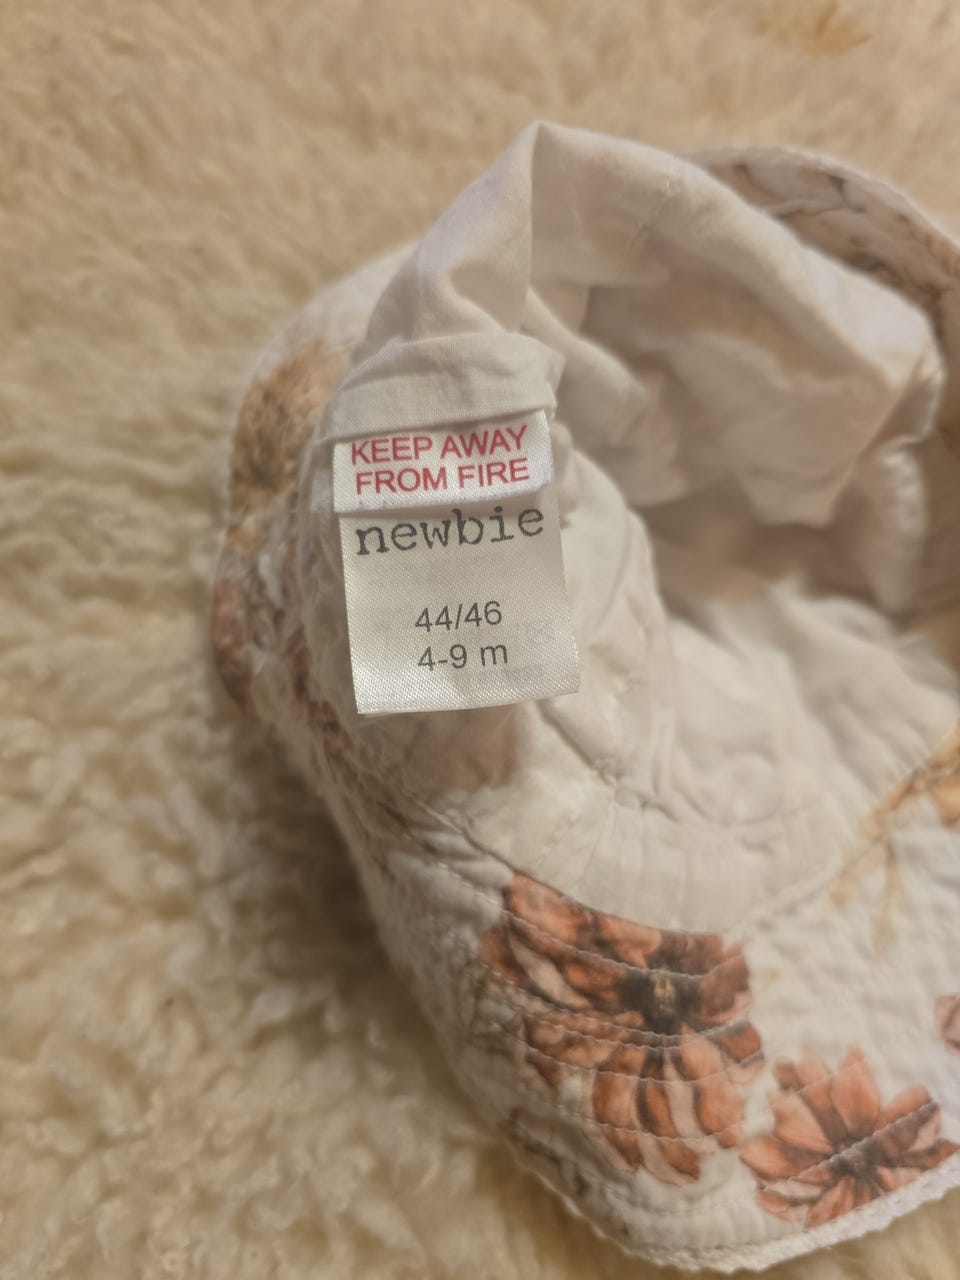 KEEP AWAY
FROM FIRE
newbie
44/46
4-9 m